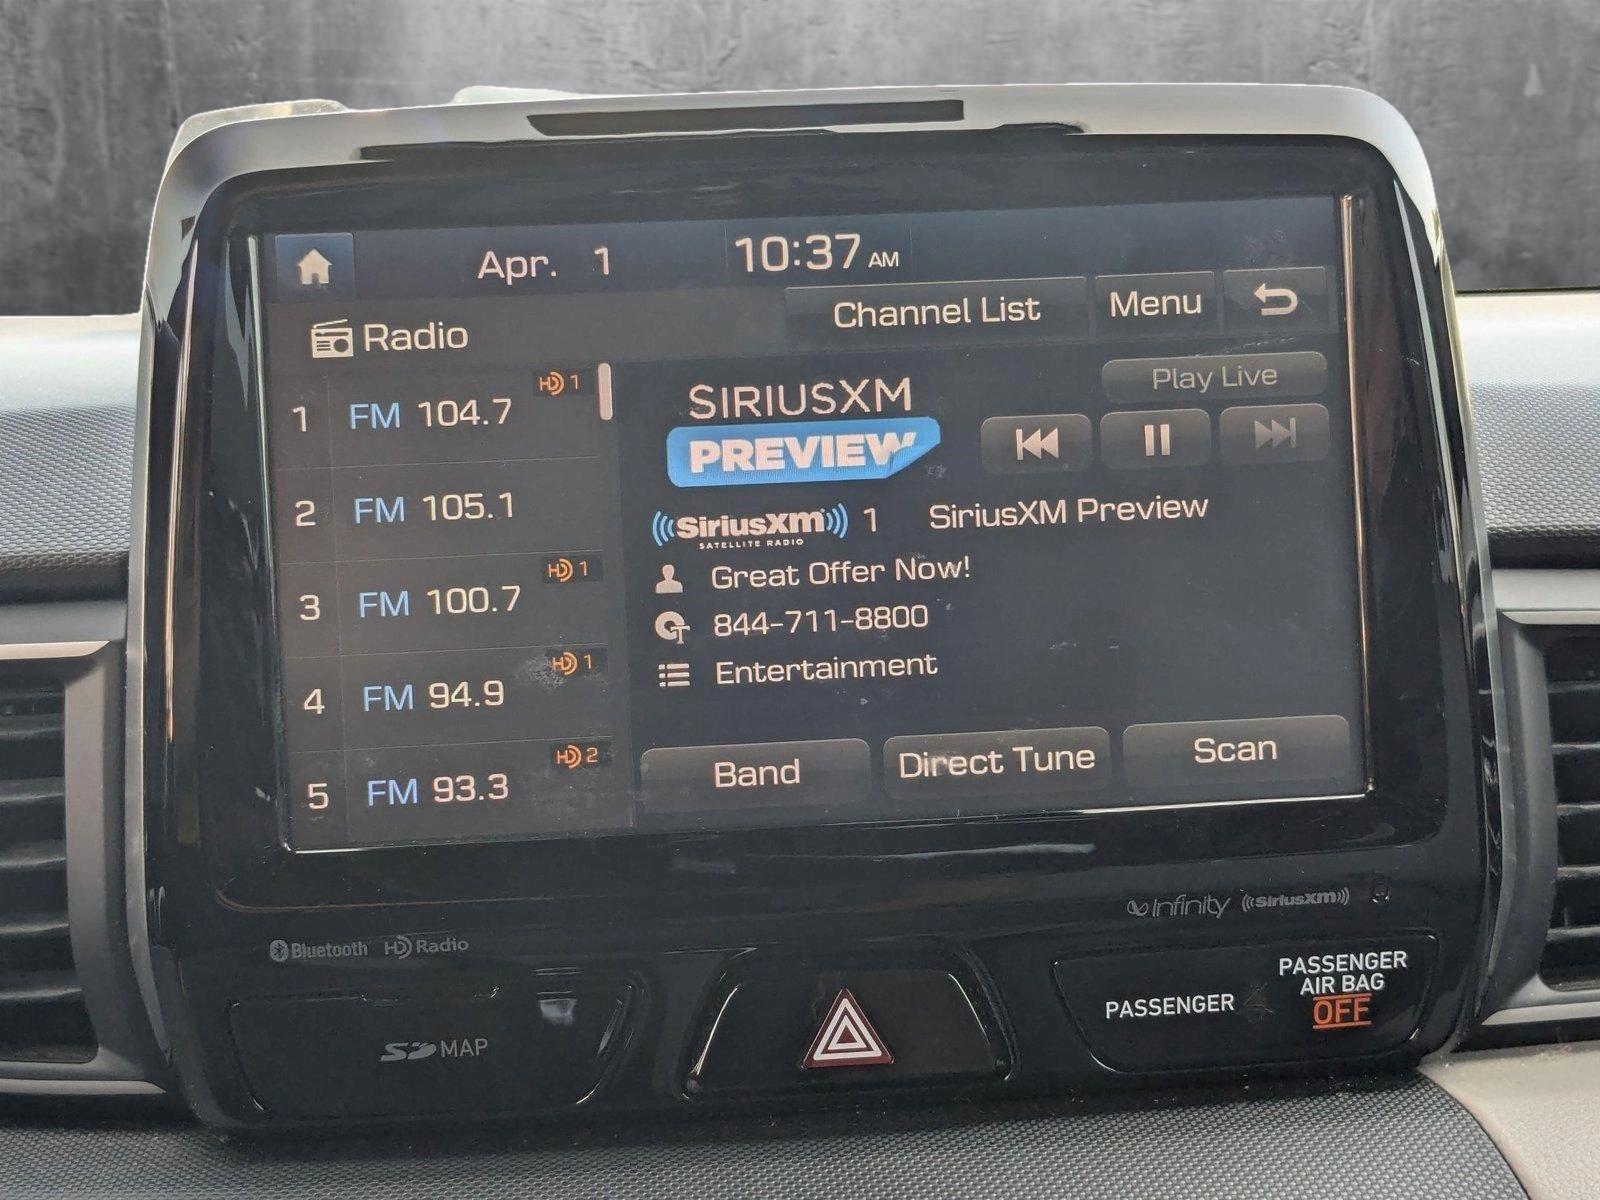 Apr. 1 10:37 AM
Channel List Menu
Radio
Play Live
1 FM 104.7 HD 1
2 FM 105.1
3 FM 100.7 HD 1
4 FM 94.9 HD 1
5 FM 93.3 HD 2
SIRIUSXM
PREVIEW
((SiriusXm)) 1 SiriusXM Preview
SATELLITE RADIO
Great Offer Now!
844-711-8800
Entertainment
Band Direct Tune Scan
Infinity ((SiriusXm))
Bluetooth HD Radio
SD MAP
PASSENGER
PASSENGER
AIR BAG
OFF